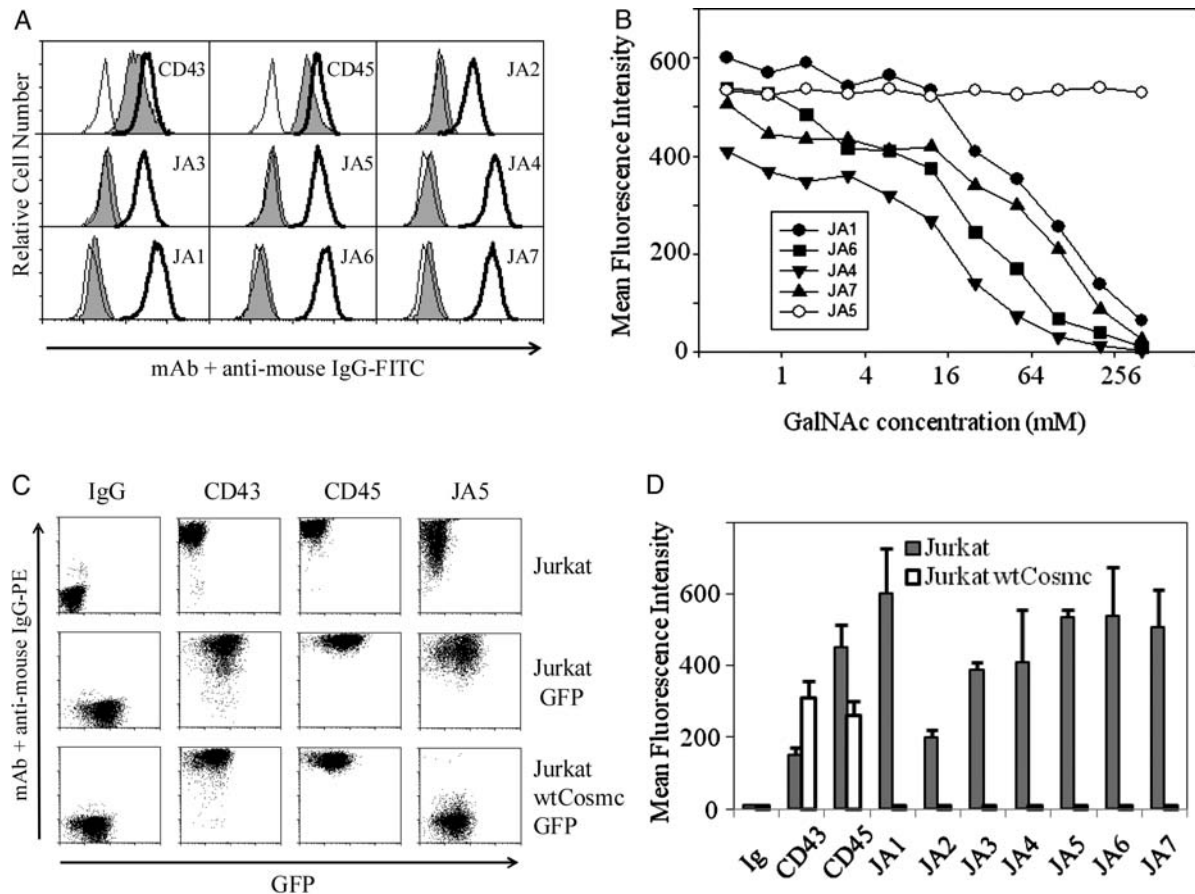 A
Relative Cell Number
CD43
CD45
JA2
JA3
JA5
JA4
JA1
JA6
JA7
mAb + anti-mouse IgG-FITC
B
Mean Fluorescence Intensity
600
400
200
0
JA1
JA6
JA4
JA7
JA5
1
4
16
64
256
GalNAc concentration (mM)
C
IgG
CD43
CD45
JA5
mAb + anti-mouse IgG-PE
Jurkat
Jurkat
GFP
Jurkat
wtCosmc
GFP
GFP
D
Mean Fluorescence Intensity
600
400
200
0
Jurkat
Jurkat wtCosmc
Ig
CD43
CD45
JA1
JA2
JA3
JA4
JA5
JA6
JA7